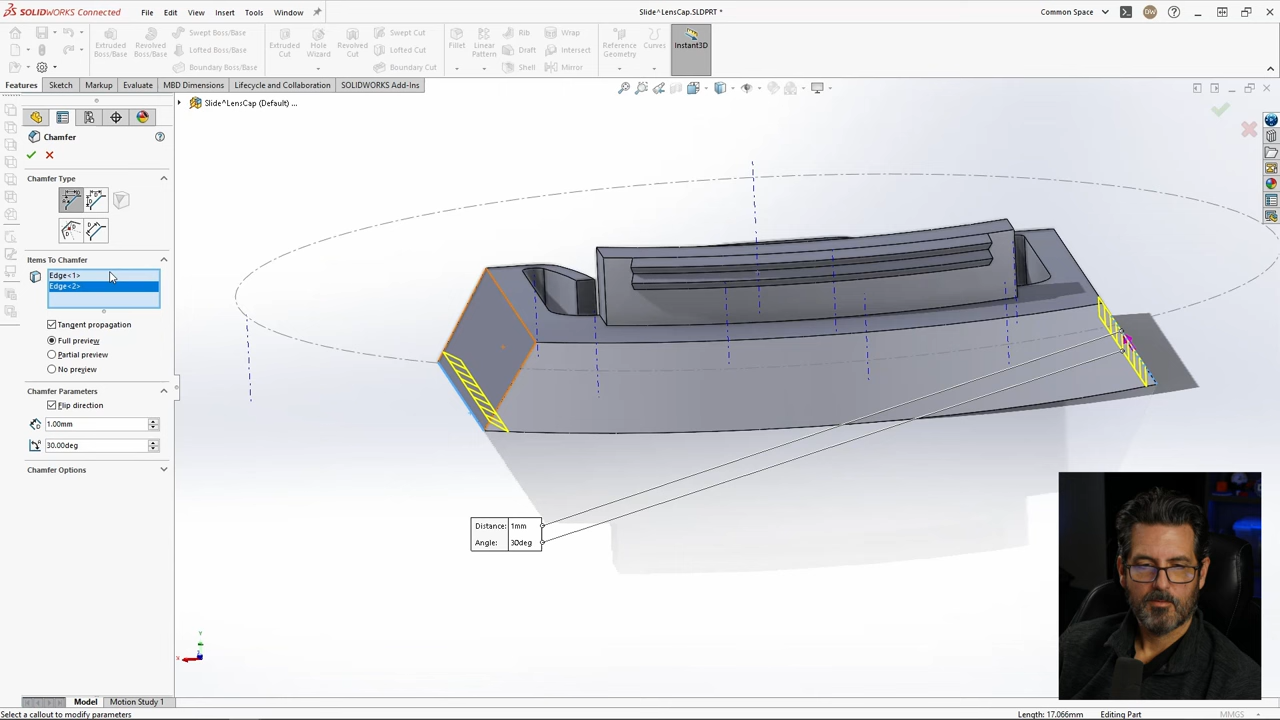 SOLIDWORKS Connected
File Edit View Insert Tools Window
Slide^LensCap.SLDPRT *
Common Space
DW
Extruded Boss/Base
Revolved Boss/Base
Swept Boss/Base
Lofted Boss/Base
Boundary Boss/Base
Extruded Cut
Hole Wizard
Revolved Cut
Swept Cut
Lofted Cut
Boundary Cut
Fillet
Linear Pattern
Rib
Draft
Shell
Wrap
Intersect
Mirror
Reference Geometry
Curves
Instant3D
Features Sketch Markup Evaluate MBD Dimensions Lifecycle and Collaboration SOLIDWORKS Add-Ins
Slide^LensCap (Default) ...
Chamfer
Chamfer Type
Items To Chamfer
Edge<1>
Edge<2>
Tangent propagation
Full preview
Partial preview
No preview
Chamfer Parameters
Flip direction
1.00mm
30.00deg
Chamfer Options
Distance: 1mm
Angle: 30deg
Y
X
Model Motion Study 1
Select a callout to modify parameters
Length: 17.066mm Editing Part MMGS